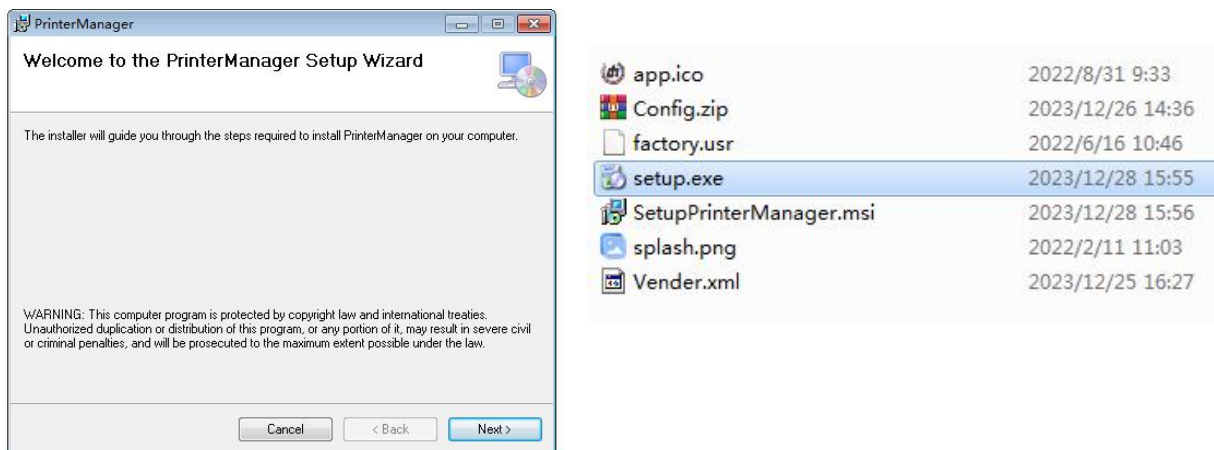 PrinterManager
Welcome to the PrinterManager Setup Wizard
The installer will guide you through the steps required to install PrinterManager on your computer.
WARNING: This computer program is protected by copyright law and international treaties.
Unauthorized duplication or distribution of this program, or any portion of it, may result in severe civil
or criminal penalties, and will be prosecuted to the maximum extent possible under the law.
Cancel < Back Next >
app.ico 2022/8/31 9:33
Config.zip 2023/12/26 14:36
factory.usr 2022/6/16 10:46
setup.exe 2023/12/28 15:55
SetupPrinterManager.msi 2023/12/28 15:56
splash.png 2022/2/11 11:03
Vender.xml 2023/12/25 16:27